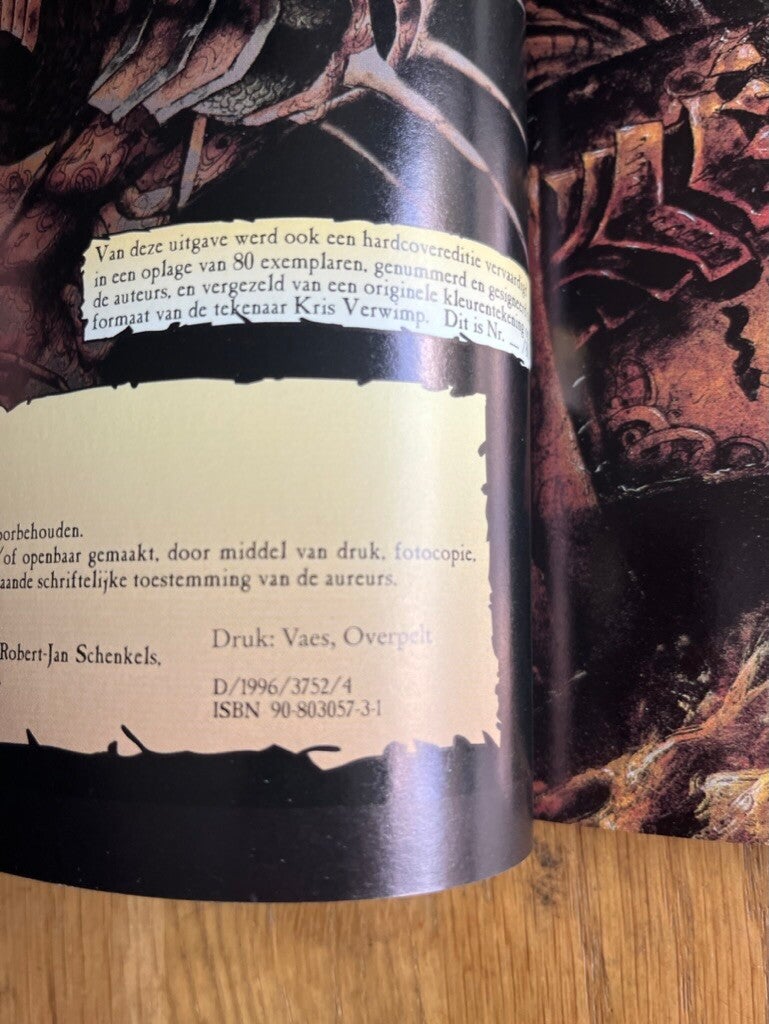 Van deze uitgave werd ook een hardcovereditie vervaardigd
in een oplage van 80 exemplaren, genummerd en gesigneerd
de auteurs, en vergezeld van een originele kleurentekening
formaat van de tekenaar Kris Verwimp. Dit is Nr. _
oorbehouden.
/of openbaar gemaakt, door middel van druk, fotocopie,
aande schriftelijke toestemming van de aureurs.
Robert-Jan Schenkels,
Druk: Vaes, Overpelt
D/1996/3752/4
ISBN 90-803057-3-1